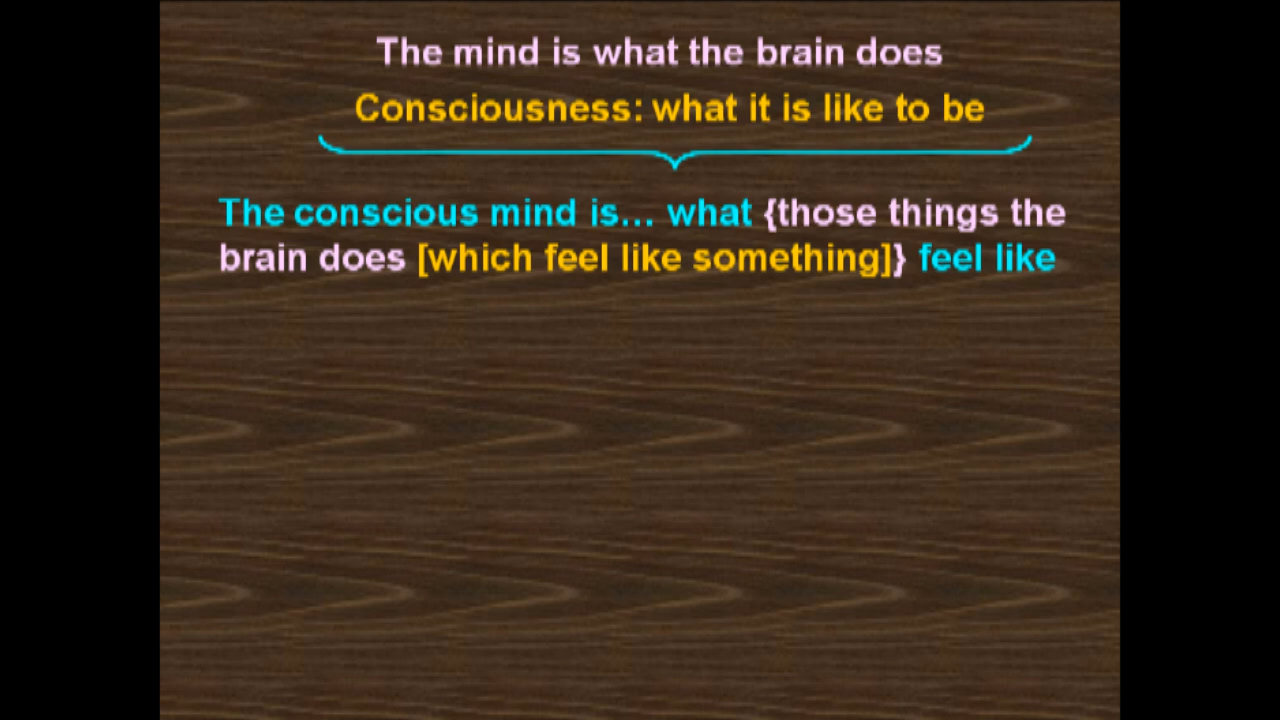 The mind is what the brain does
Consciousness: what it is like to be
The conscious mind is... what {those things the
brain does [which feel like something]} feel like